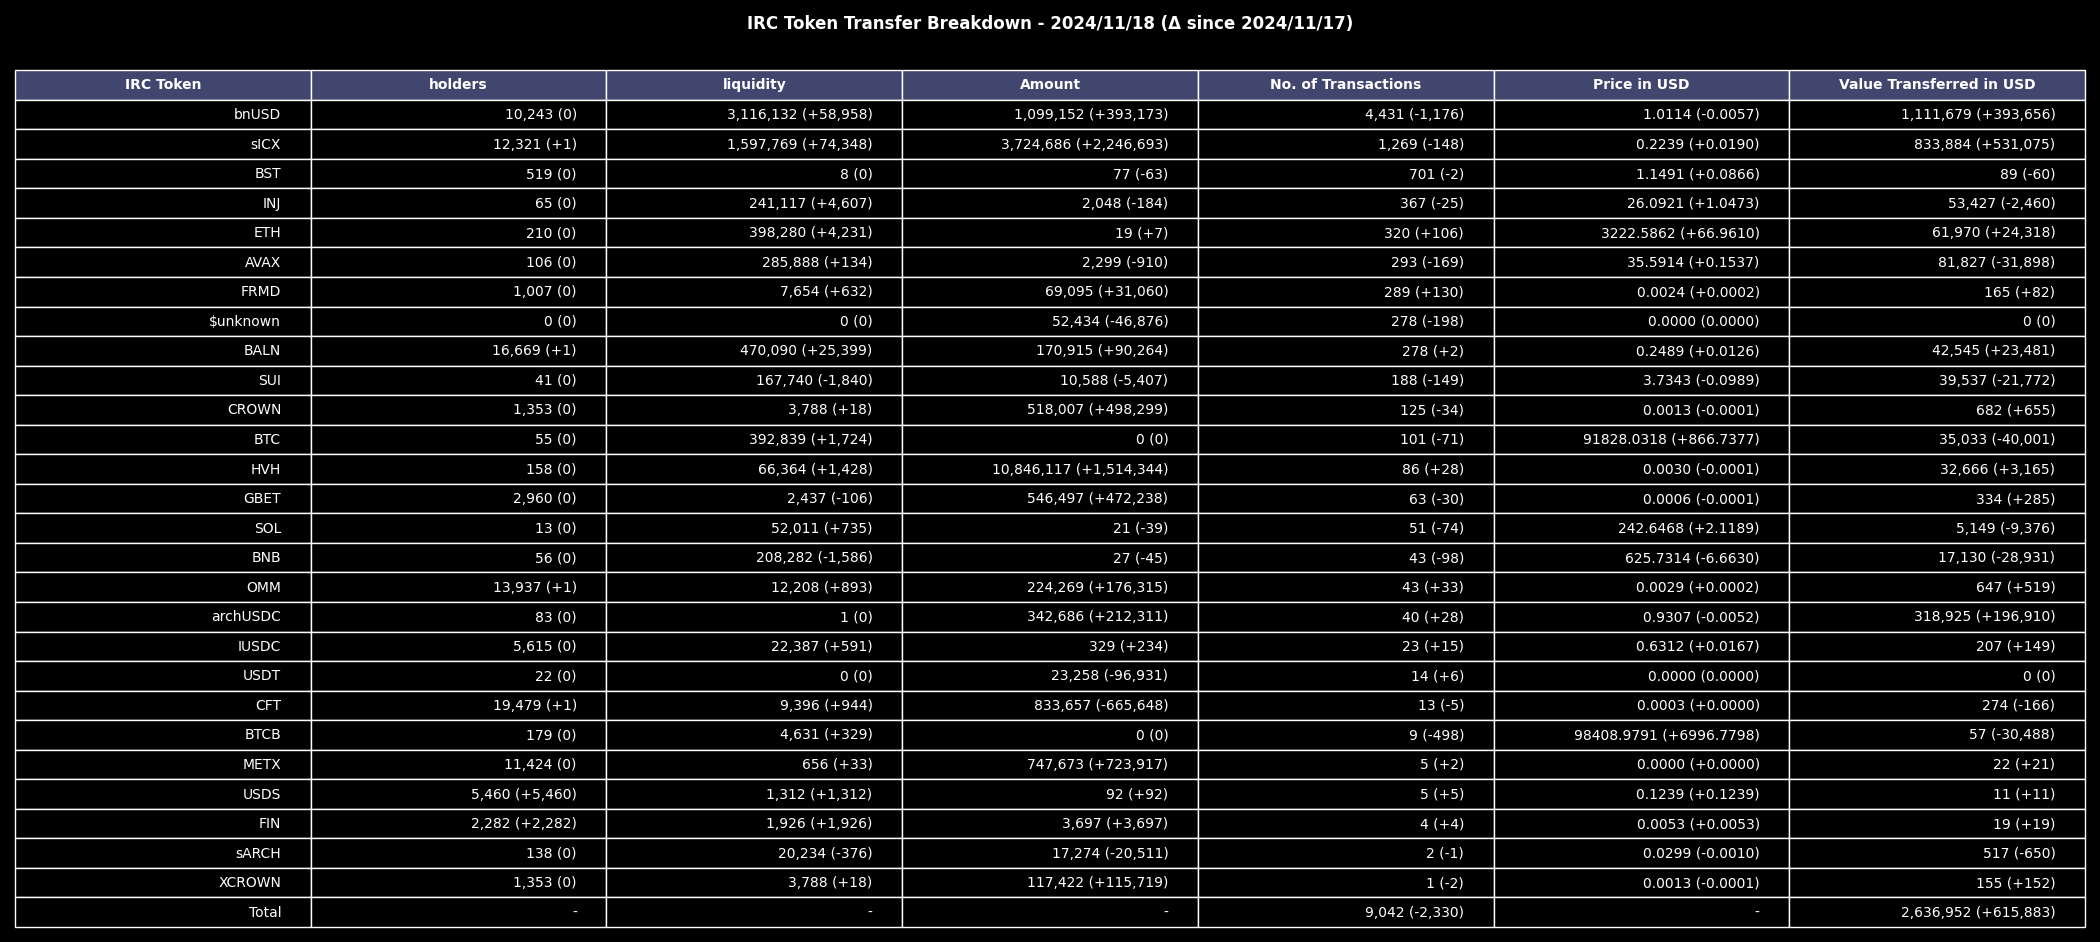 IRC Token Transfer Breakdown - 2024/11/18 (Δ since 2024/11/17)
IRC Token holders liquidity Amount No. of Transactions Price in USD Value Transferred in USD
bnUSD 10,243 (0) 3,116,132 (+58,958) 1,099,152 (+393,173) 4,431 (-1,176) 1.0114 (-0.0057) 1,111,679 (+393,656)
sICX 12,321 (+1) 1,597,769 (+74,348) 3,724,686 (+2,246,693) 1,269 (-148) 0.2239 (+0.0190) 833,884 (+531,075)
BST 519 (0) 8 (0) 77 (-63) 701 (-2) 1.1491 (+0.0866) 89 (-60)
INJ 65 (0) 241,117 (+4,607) 2,048 (-184) 367 (-25) 26.0921 (+1.0473) 53,427 (-2,460)
ETH 210 (0) 398,280 (+4,231) 19 (+7) 320 (+106) 3222.5862 (+66.9610) 61,970 (+24,318)
AVAX 106 (0) 285,888 (+134) 2,299 (-910) 293 (-169) 35.5914 (+0.1537) 81,827 (-31,898)
FRMD 1,007 (0) 7,654 (+632) 69,095 (+31,060) 289 (+130) 0.0024 (+0.0002) 165 (+82)
$unknown 0 (0) 0 (0) 52,434 (-46,876) 278 (-198) 0.0000 (0.0000) 0 (0)
BALN 16,669 (+1) 470,090 (+25,399) 170,915 (+90,264) 278 (+2) 0.2489 (+0.0126) 42,545 (+23,481)
SUI 41 (0) 167,740 (-1,840) 10,588 (-5,407) 188 (-149) 3.7343 (-0.0989) 39,537 (-21,772)
CROWN 1,353 (0) 3,788 (+18) 518,007 (+498,299) 125 (-34) 0.0013 (-0.0001) 682 (+655)
BTC 55 (0) 392,839 (+1,724) 0 (0) 101 (-71) 91828.0318 (+866.7377) 35,033 (-40,001)
HVH 158 (0) 66,364 (+1,428) 10,846,117 (+1,514,344) 86 (+28) 0.0030 (-0.0001) 32,666 (+3,165)
GBET 2,960 (0) 2,437 (-106) 546,497 (+472,238) 63 (-30) 0.0006 (-0.0001) 334 (+285)
SOL 13 (0) 52,011 (+735) 21 (-39) 51 (-74) 242.6468 (+2.1189) 5,149 (-9,376)
BNB 56 (0) 208,282 (-1,586) 27 (-45) 43 (-98) 625.7314 (-6.6630) 17,130 (-28,931)
OMM 13,937 (+1) 12,208 (+893) 224,269 (+176,315) 43 (+33) 0.0029 (+0.0002) 647 (+519)
archUSDC 83 (0) 1 (0) 342,686 (+212,311) 40 (+28) 0.9307 (-0.0052) 318,925 (+196,910)
IUSDC 5,615 (0) 22,387 (+591) 329 (+234) 23 (+15) 0.6312 (+0.0167) 207 (+149)
USDT 22 (0) 0 (0) 23,258 (-96,931) 14 (+6) 0.0000 (0.0000) 0 (0)
CFT 19,479 (+1) 9,396 (+944) 833,657 (-665,648) 13 (-5) 0.0003 (+0.0000) 274 (-166)
BTCB 179 (0) 4,631 (+329) 0 (0) 9 (-498) 98408.9791 (+6996.7798) 57 (-30,488)
METX 11,424 (0) 656 (+33) 747,673 (+723,917) 5 (+2) 0.0000 (+0.0000) 22 (+21)
USDS 5,460 (+5,460) 1,312 (+1,312) 92 (+92) 5 (+5) 0.1239 (+0.1239) 11 (+11)
FIN 2,282 (+2,282) 1,926 (+1,926) 3,697 (+3,697) 4 (+4) 0.0053 (+0.0053) 19 (+19)
sARCH 138 (0) 20,234 (-376) 17,274 (-20,511) 2 (-1) 0.0299 (-0.0010) 517 (-650)
XCROWN 1,353 (0) 3,788 (+18) 117,422 (+115,719) 1 (-2) 0.0013 (-0.0001) 155 (+152)
Total - - - 9,042 (-2,330) - 2,636,952 (+615,883)